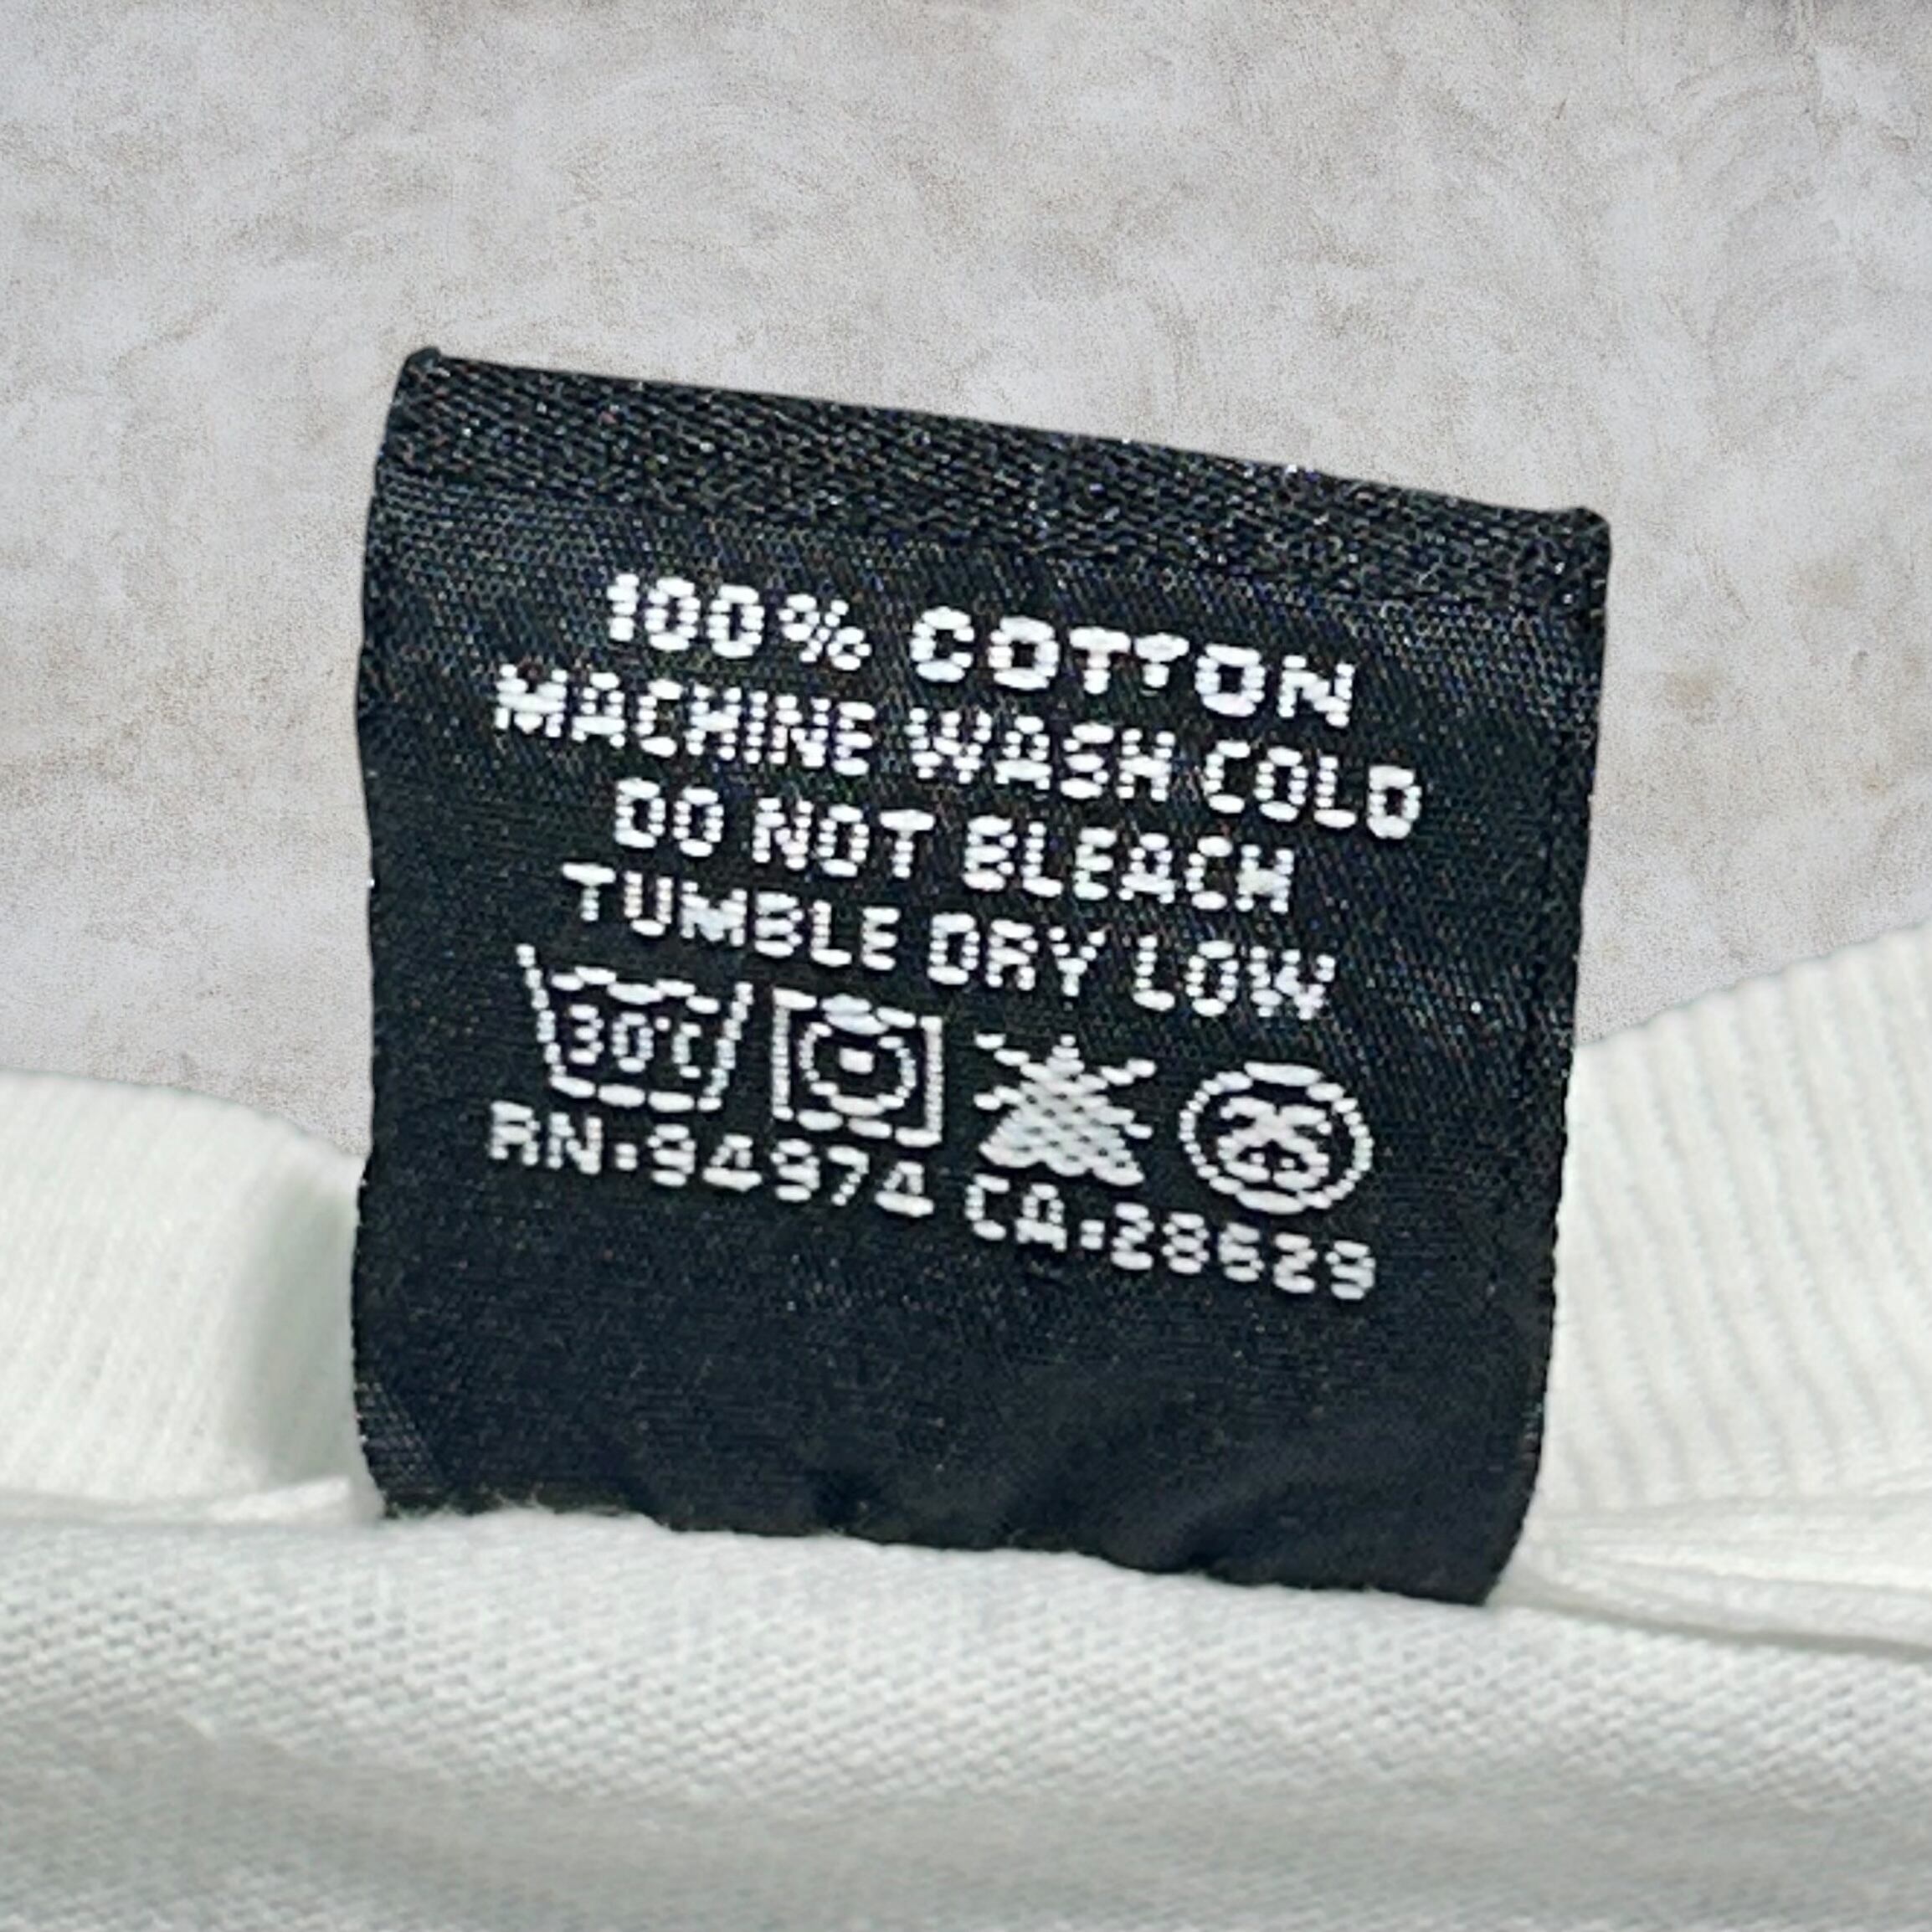 100% COTTON
MACHINE WASH COLD
DO NOT BLEACH
TUMBLE DRY LOW
30℃
RN:94974 CA:28629